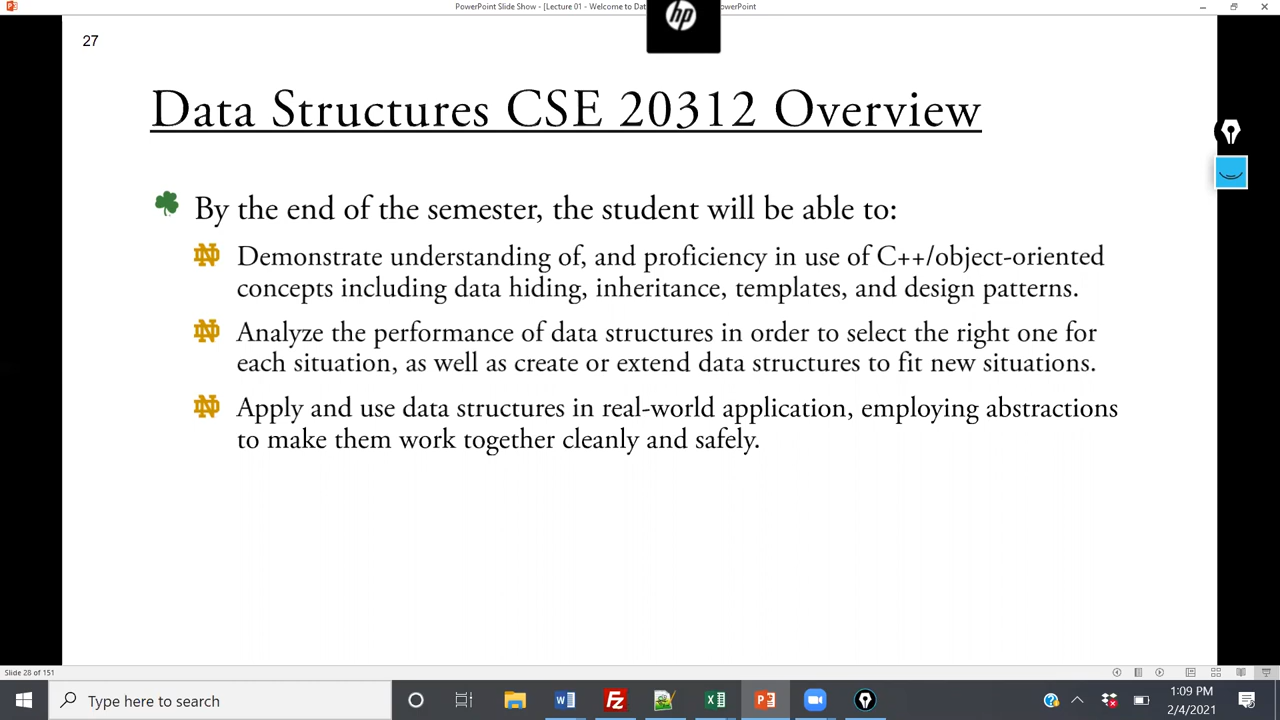 PowerPoint Slide Show - [Lecture 01 - Welcome to Dat
owerPoint
hp
27
Data Structures CSE 20312 Overview
By the end of the semester, the student will be able to:
Demonstrate understanding of, and proficiency in use of C++/object-oriented
concepts including data hiding, inheritance, templates, and design patterns.
Analyze the performance of data structures in order to select the right one for
each situation, as well as create or extend data structures to fit new situations.
Apply and use data structures in real-world application, employing abstractions
to make them work together cleanly and safely.
Slide 28 of 151
Type here to search
1:09 PM
2/4/2021